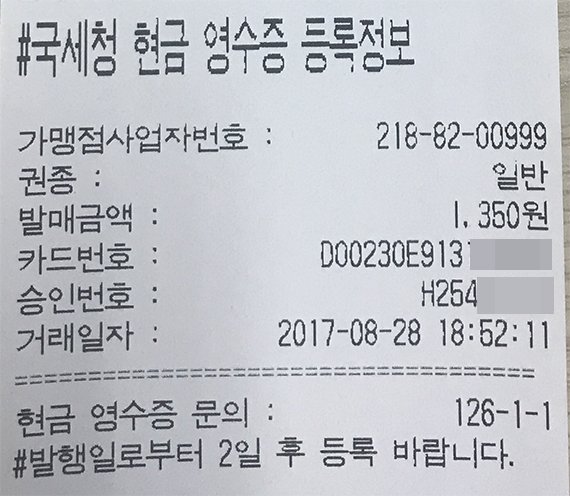 #국세청 현금 영수증 등록정보
가맹점사업자번호 : 218-82-00999
권종 : 일반
발매금액 : 1,350원
카드번호 : D00230E913
승인번호 : H254
거래일자 : 2017-08-28 18:52:11
현금 영수증 문의 : 126-1-1
#발행일로부터 2일 후 등록 바랍니다.